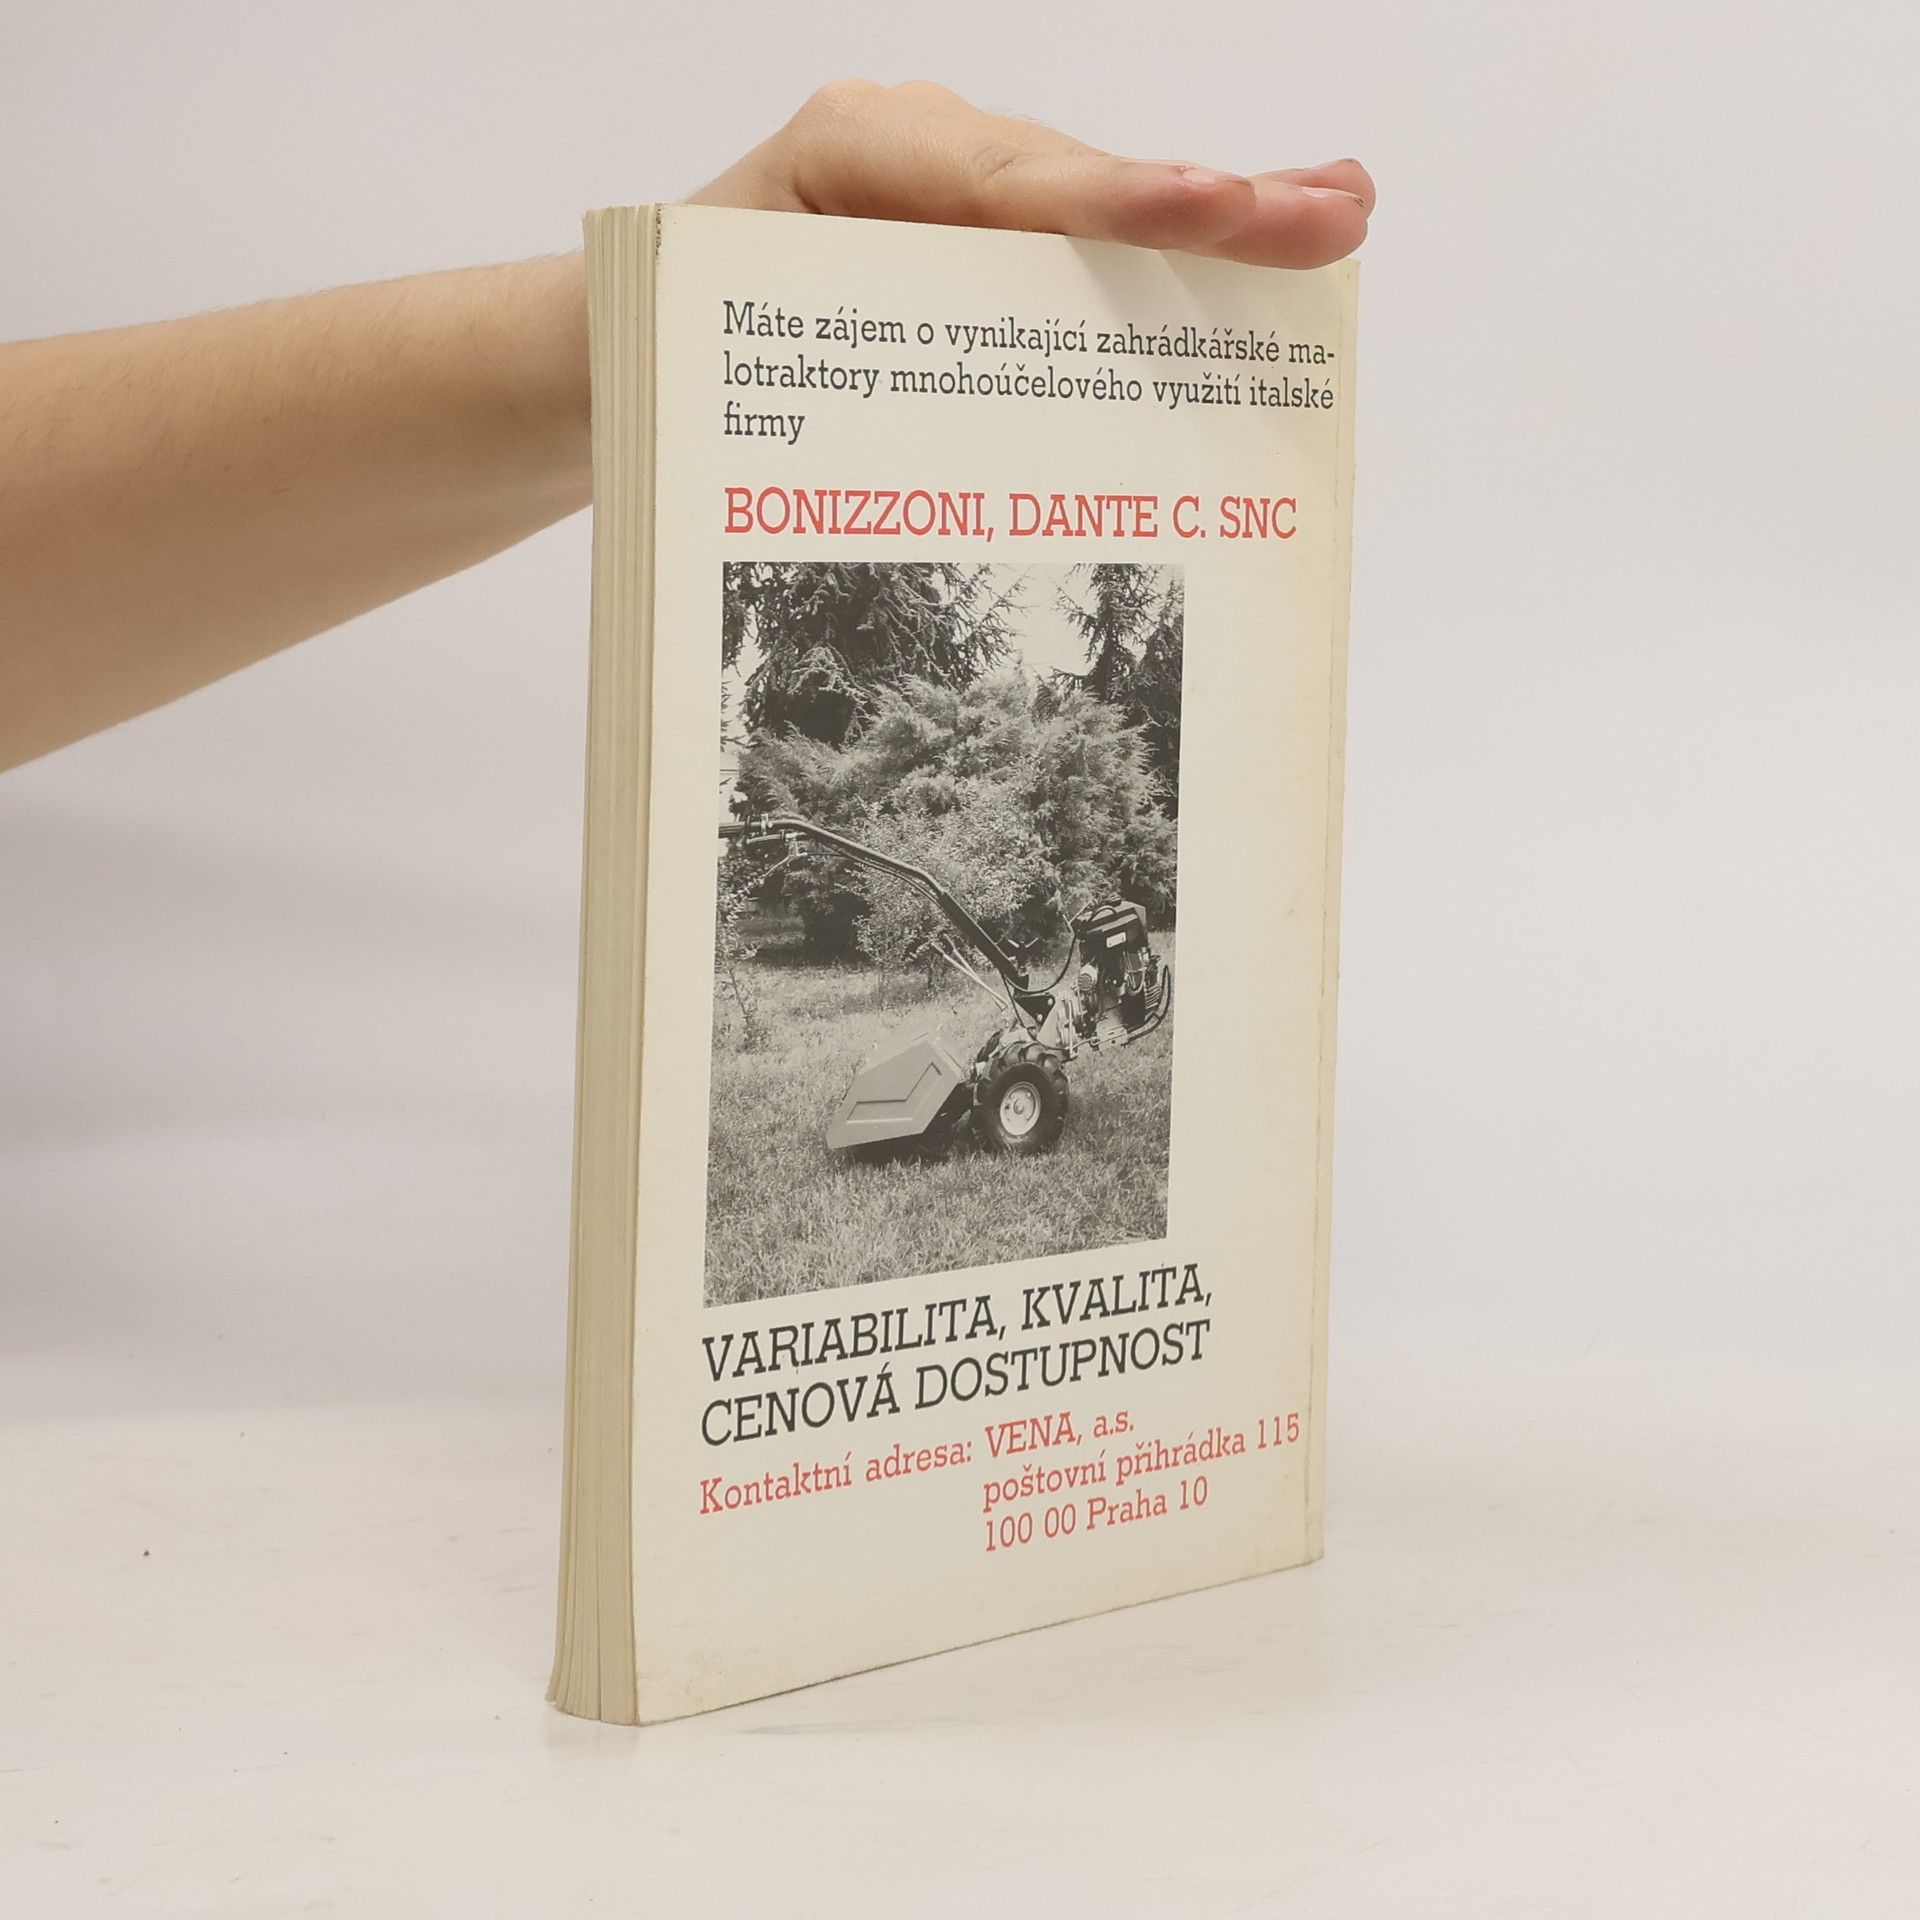 Máte zájem o vynikající zahrádkářské ma-
lotraktory mnohoúčelového využití italské
firmy
BONIZZONI, DANTE C. SNC
VARIABILITA, KVALITA,
CENOVÁ DOSTUPNOST
Kontaktní adresa: VENA, a.s.
poštovní přihrádka 115
100 00 Praha 10